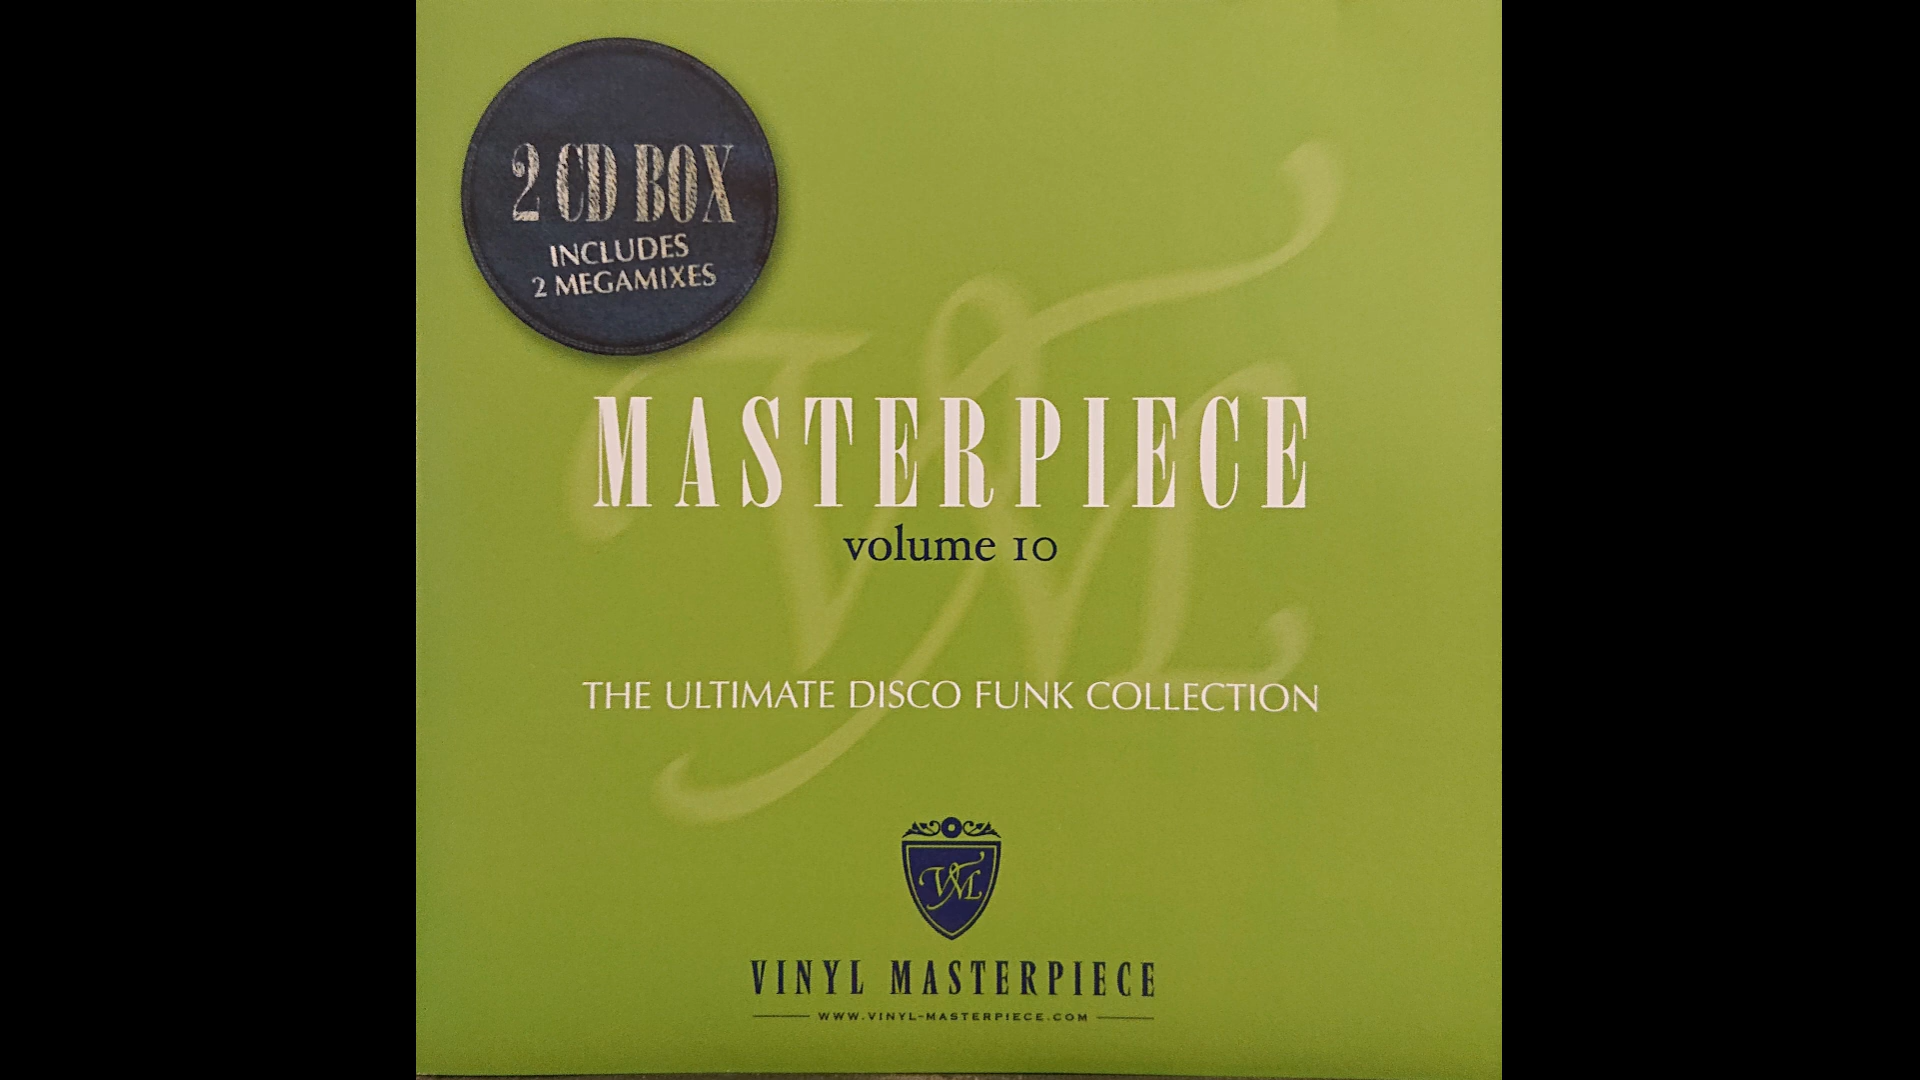 2 CD BOX
INCLUDES
2 MEGAMIXES
MASTERPIECE
volume 10
THE ULTIMATE DISCO FUNK COLLECTION
VML
VINYL MASTERPIECE
WWW.VINYL-MASTERPIECE.COM